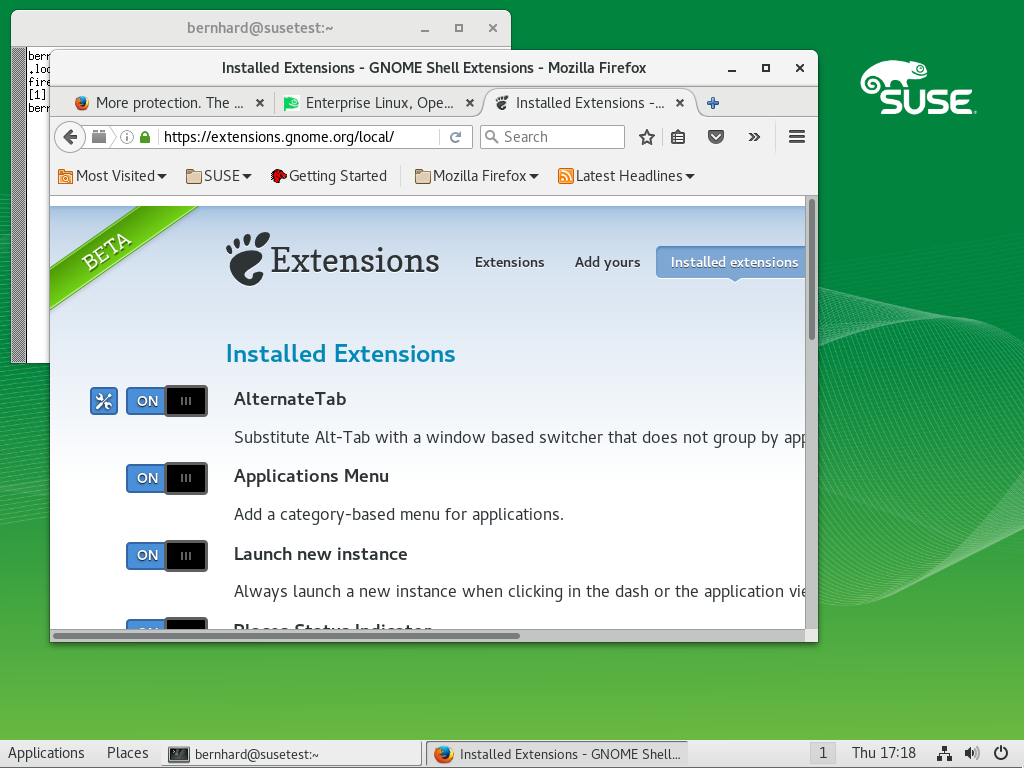 bernhard@susetest:~
bern
.loc
fire
[1]
bern
Installed Extensions - GNOME Shell Extensions - Mozilla Firefox
More protection. The ...
Enterprise Linux, Ope...
Installed Extensions -...
https://extensions.gnome.org/local/
Search
Most Visited
SUSE
Getting Started
Mozilla Firefox
Latest Headlines
BETA
Extensions
Extensions
Add yours
Installed extensions
Installed Extensions
ON
AlternateTab
Substitute Alt-Tab with a window based switcher that does not group by app
ON
Applications Menu
Add a category-based menu for applications.
ON
Launch new instance
Always launch a new instance when clicking in the dash or the application vie
ON
Places Status Indicator
SUSE
Applications
Places
bernhard@susetest:~
Installed Extensions - GNOME Shell...
1
Thu 17:18